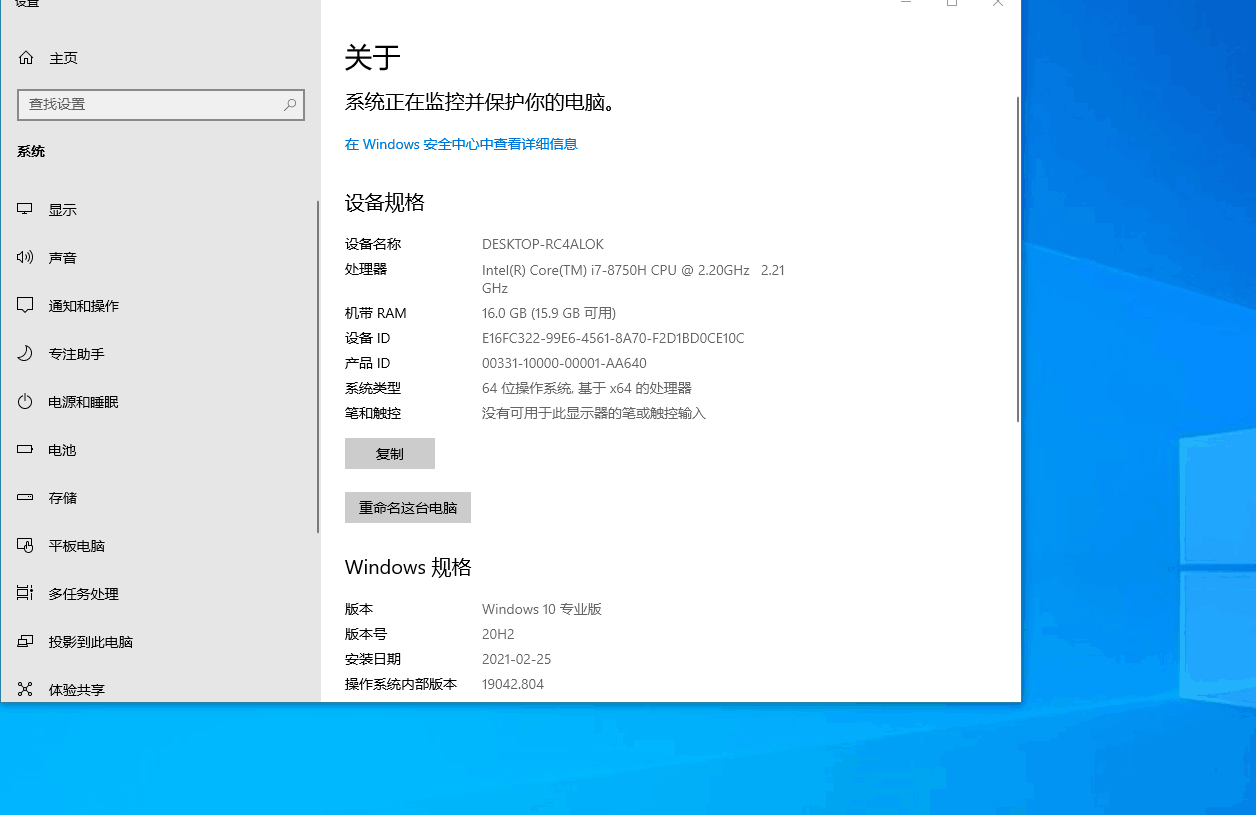 设置
主页
查找设置
系统
显示
声音
通知和操作
专注助手
电源和睡眠
电池
存储
平板电脑
多任务处理
投影到此电脑
体验共享
关于
系统正在监控并保护你的电脑。
在 Windows 安全中心中查看详细信息
设备规格
设备名称 DESKTOP-RC4ALOK
处理器 Intel(R) Core(TM) i7-8750H CPU @ 2.20GHz 2.21
GHz
机带 RAM 16.0 GB (15.9 GB 可用)
设备 ID E16FC322-99E6-4561-8A70-F2D1BD0CE10C
产品 ID 00331-10000-00001-AA640
系统类型 64 位操作系统, 基于 x64 的处理器
笔和触控 没有可用于此显示器的笔或触控输入
复制
重命名这台电脑
Windows 规格
版本 Windows 10 专业版
版本号 20H2
安装日期 2021-02-25
操作系统内部版本 19042.804